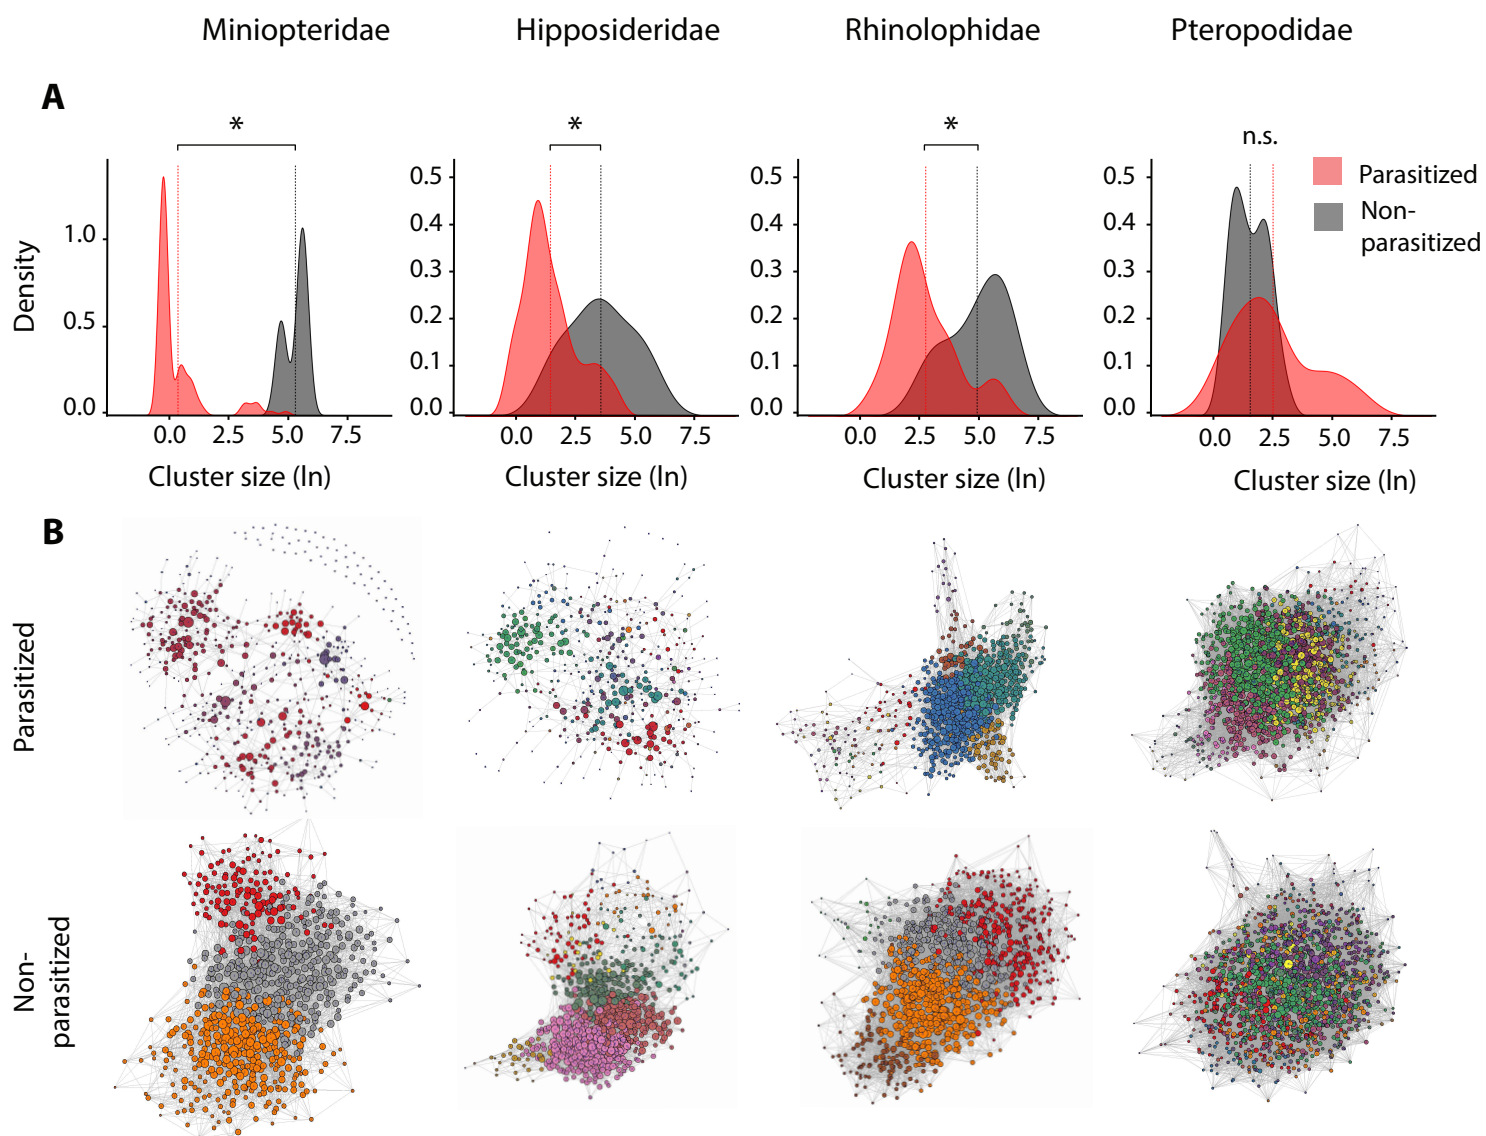 Miniopteridae
Hipposideridae
Rhinolophidae
Pteropodidae
A
*
*
*
n.s.
Parasitized
Non-
parasitized
Density
1.0
0.5
0.0
0.5
0.4
0.3
0.2
0.1
0.0
0.5
0.4
0.3
0.2
0.1
0.0
0.5
0.4
0.3
0.2
0.1
0.0
0.0 2.5 5.0 7.5
0.0 2.5 5.0 7.5
0.0 2.5 5.0 7.5
0.0 2.5 5.0 7.5
Cluster size (ln)
Cluster size (ln)
Cluster size (ln)
Cluster size (ln)
B
Parasitized
Non-
parasitized